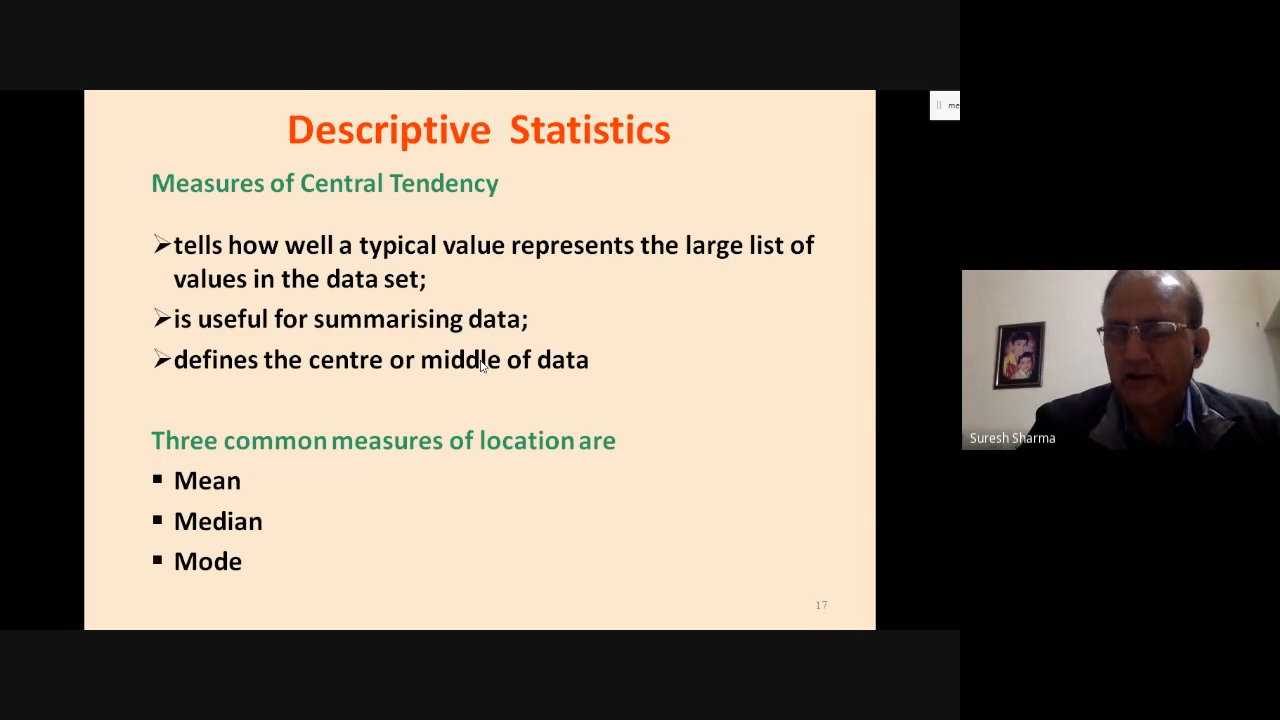 Descriptive Statistics
Measures of Central Tendency
➢tells how well a typical value represents the large list of
values in the data set;
➢is useful for summarising data;
➢defines the centre or middle of data
Three common measures of location are
▪ Mean
▪ Median
▪ Mode
17
me
Suresh Sharma